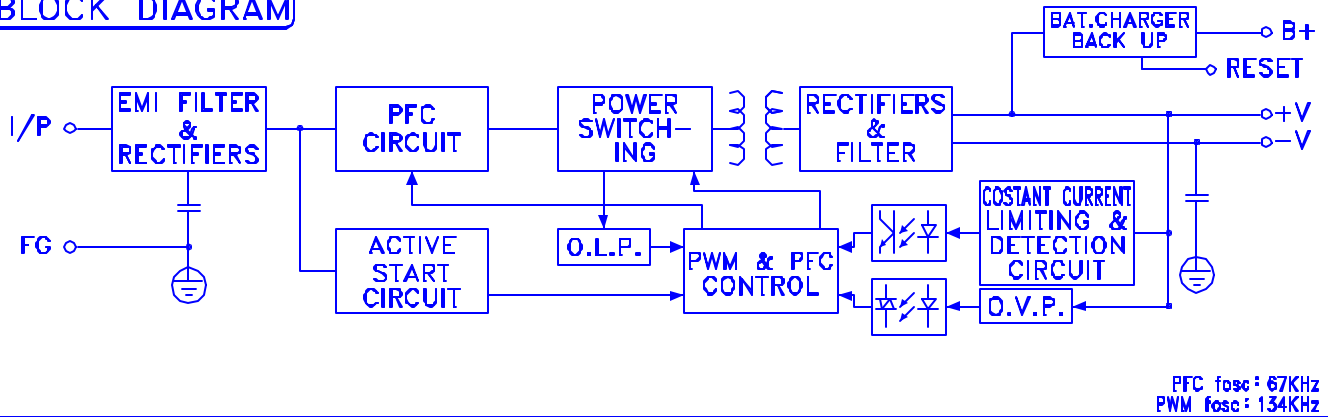 BLOCK DIAGRAM
BAT.CHARGER
BACK UP
B+
RESET
I/P
EMI FILTER
&
RECTIFIERS
PFC
CIRCUIT
POWER
SWITCH-
ING
RECTIFIERS
&
FILTER
+V
-V
FG
ACTIVE
START
CIRCUIT
O.L.P.
PWM & PFC
CONTROL
COSTANT CURRENT
LIMITING &
DETECTION
CIRCUIT
O.V.P.
PFC fosc: 67KHz
PWM fosc: 134KHz